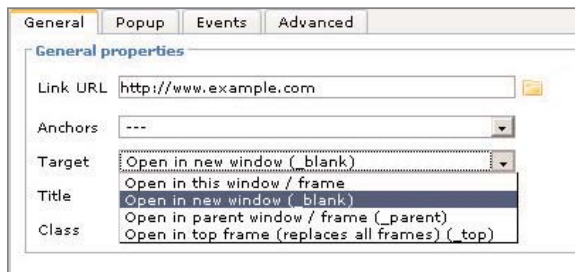 General Popup Events Advanced
General properties
Link URL http://www.example.com
Anchors ---
Target Open in new window (_blank)
Open in this window / frame
Title Open in new window (_blank)
Open in parent window / frame (_parent)
Class Open in top frame (replaces all frames) (_top)